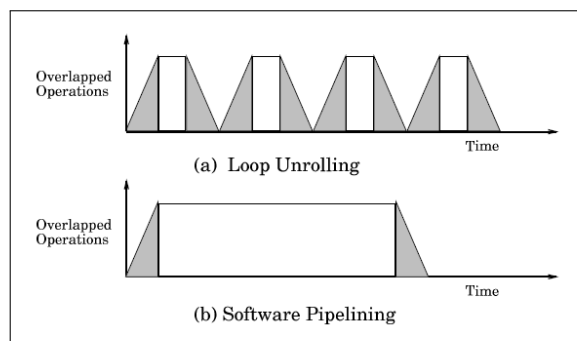 Overlapped
Operations
Time
(a) Loop Unrolling
Overlapped
Operations
Time
(b) Software Pipelining